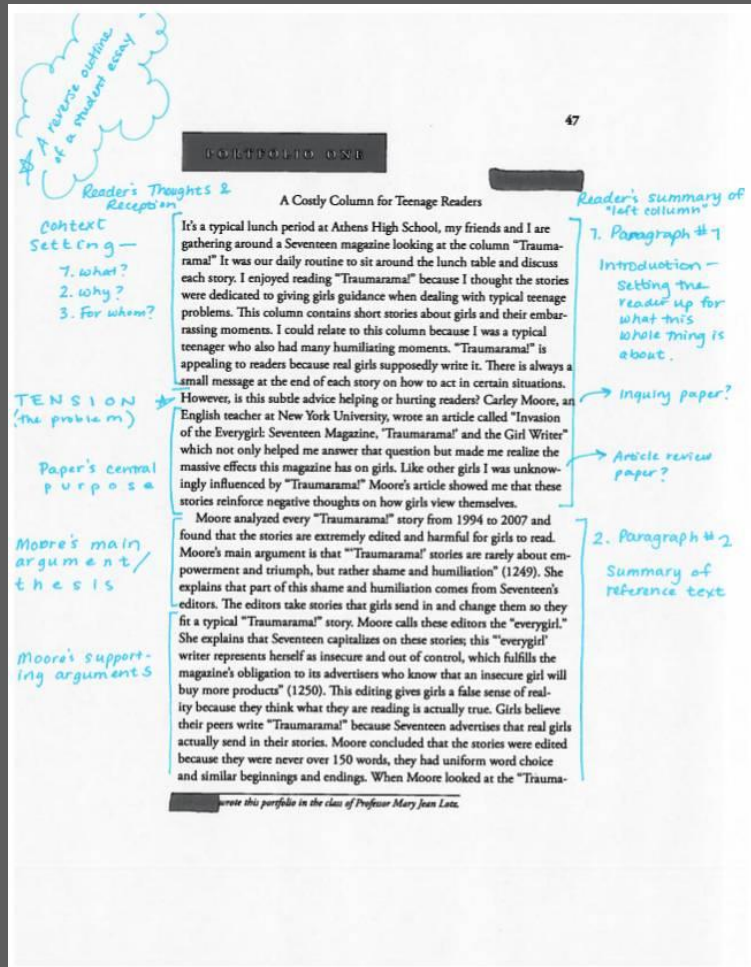 ☆ A reverse outline
of a student essay
47
PORTFOLIO ONE
Reader's Thoughts &
Reception
A Costly Column for Teenage Readers
Reader's summary of
"left collumn"
Context
Setting —
1. what?
2. why?
3. For whom?
It's a typical lunch period at Athens High School, my friends and I are
gathering around a Seventeen magazine looking at the column "Trauma-
rama!" It was our daily routine to sit around the lunch table and discuss
each story. I enjoyed reading "Traumarama!" because I thought the stories
were dedicated to giving girls guidance when dealing with typical teenage
problems. This column contains short stories about girls and their embar-
rassing moments. I could relate to this column because I was a typical
teenager who also had many humiliating moments. "Traumarama!" is
appealing to readers because real girls supposedly write it. There is always a
small message at the end of each story on how to act in certain situations.
However, is this subtle advice helping or hurting readers? Carley Moore, an
English teacher at New York University, wrote an article called "Invasion
of the Everygirl: Seventeen Magazine, 'Traumarama!' and the Girl Writer"
which not only helped me answer that question but made me realize the
massive effects this magazine has on girls. Like other girls I was unknow-
ingly influenced by "Traumarama!" Moore's article showed me that these
stories reinforce negative thoughts on how girls view themselves.
1. Paragraph #1
Introduction —
setting the
reader up for
what this
whole thing is
about.
TENSION
(the problem)
Inquiry paper?
Paper's central
purpose
Article review
paper?
Moore analyzed every "Traumarama!" story from 1994 to 2007 and
found that the stories are extremely edited and harmful for girls to read.
Moore's main argument is that "'Traumarama!' stories are rarely about em-
powerment and triumph, but rather shame and humiliation" (1249). She
explains that part of this shame and humiliation comes from Seventeen's
editors. The editors take stories that girls send in and change them so they
fit a typical "Traumarama!" story. Moore calls these editors the "everygirl."
She explains that Seventeen capitalizes on these stories; this "'everygirl'
writer represents herself as insecure and out of control, which fulfills the
magazine's obligation to its advertisers who know that an insecure girl will
buy more products" (1250). This editing gives girls a false sense of real-
ity because they think what they are reading is actually true. Girls believe
their peers write "Traumarama!" because Seventeen advertises that real girls
actually send in their stories. Moore concluded that the stories were edited
because they were never over 150 words, they had uniform word choice
and similar beginnings and endings. When Moore looked at the "Trauma-
Moore's main
argument/
thesis
2. Paragraph #2
Summary of
reference text
Moore's support-
ing arguments
wrote this portfolio in the class of Professor Mary Jean Lotz.